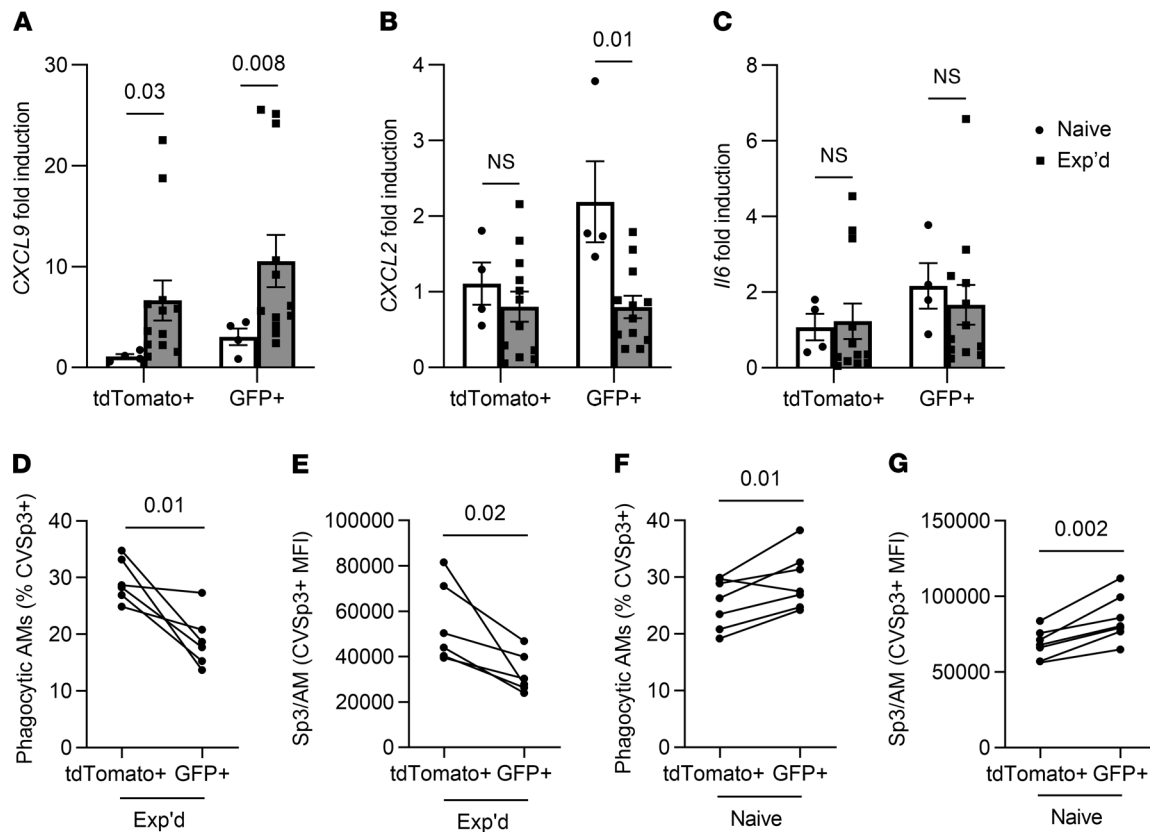 A
CXCL9 fold induction
30
20
10
0
0.03
0.008
tdTomato+ GFP+
B
CXCL2 fold induction
4
3
2
1
0
NS
0.01
tdTomato+ GFP+
C
Il6 fold induction
8
6
4
2
0
NS
NS
tdTomato+ GFP+
Naive
Exp'd
D
Phagocytic AMs (% CVSp3+)
40
30
20
10
0
0.01
tdTomato+ GFP+
Exp'd
E
Sp3/AM (CVSp3+ MFI)
100000
80000
60000
40000
20000
0
0.02
tdTomato+ GFP+
Exp'd
F
Phagocytic AMs (% CVSp3+)
40
30
20
10
0
0.01
tdTomato+ GFP+
Naive
G
Sp3/AM (CVSp3+ MFI)
150000
100000
50000
0
0.002
tdTomato+ GFP+
Naive